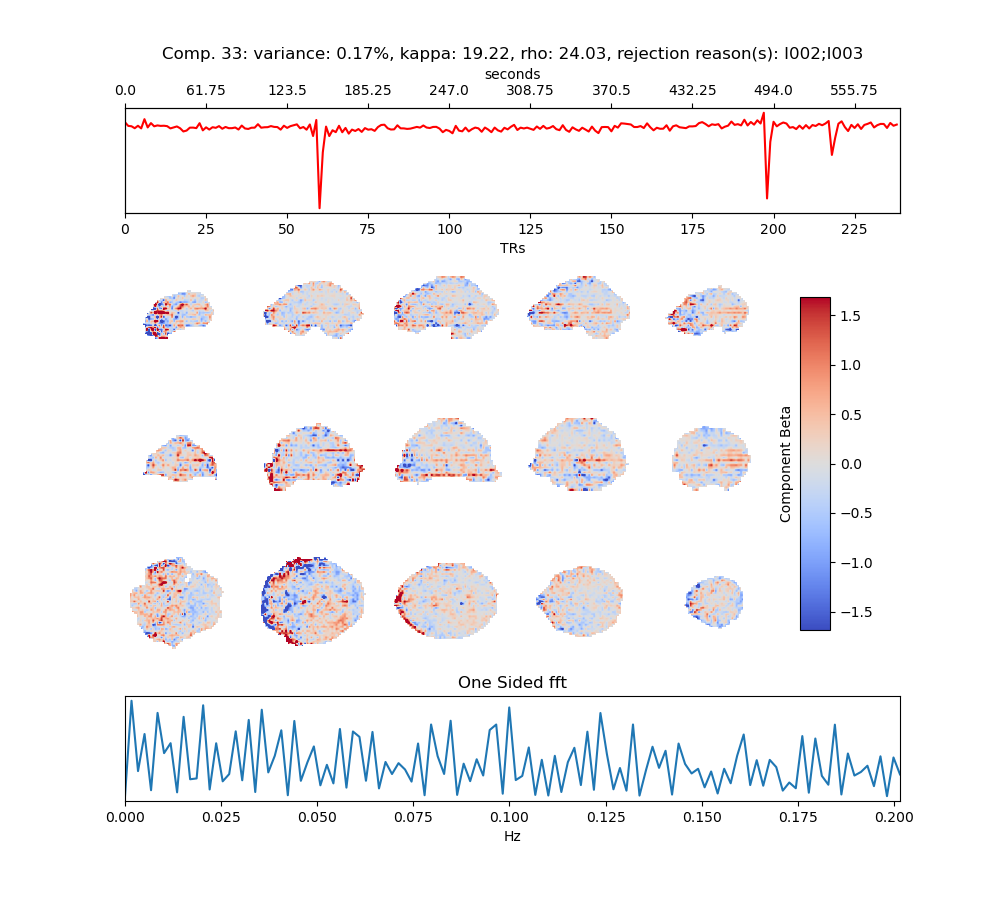 Comp. 33: variance: 0.17%, kappa: 19.22, rho: 24.03, rejection reason(s): I002;I003
seconds
0.0 61.75 123.5 185.25 247.0 308.75 370.5 432.25 494.0 555.75
0 25 50 75 100 125 150 175 200 225
TRs
1.5
1.0
0.5
0.0
−0.5
−1.0
−1.5
Component Beta
One Sided fft
0.000 0.025 0.050 0.075 0.100 0.125 0.150 0.175 0.200
Hz